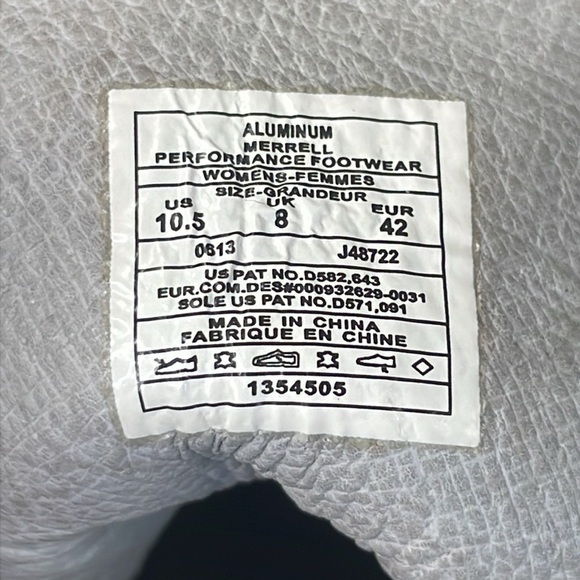 ALUMINUM
MERRELL
PERFORMANCE FOOTWEAR
WOMENS-FEMMES
SIZE-GRANDEUR
US UK EUR
10.5 8 42
0613 J48722
US PAT NO.D582,643
EUR.COM.DES#000932629-0031
SOLE US PAT NO.D571,091
MADE IN CHINA
FABRIQUE EN CHINE
1354505